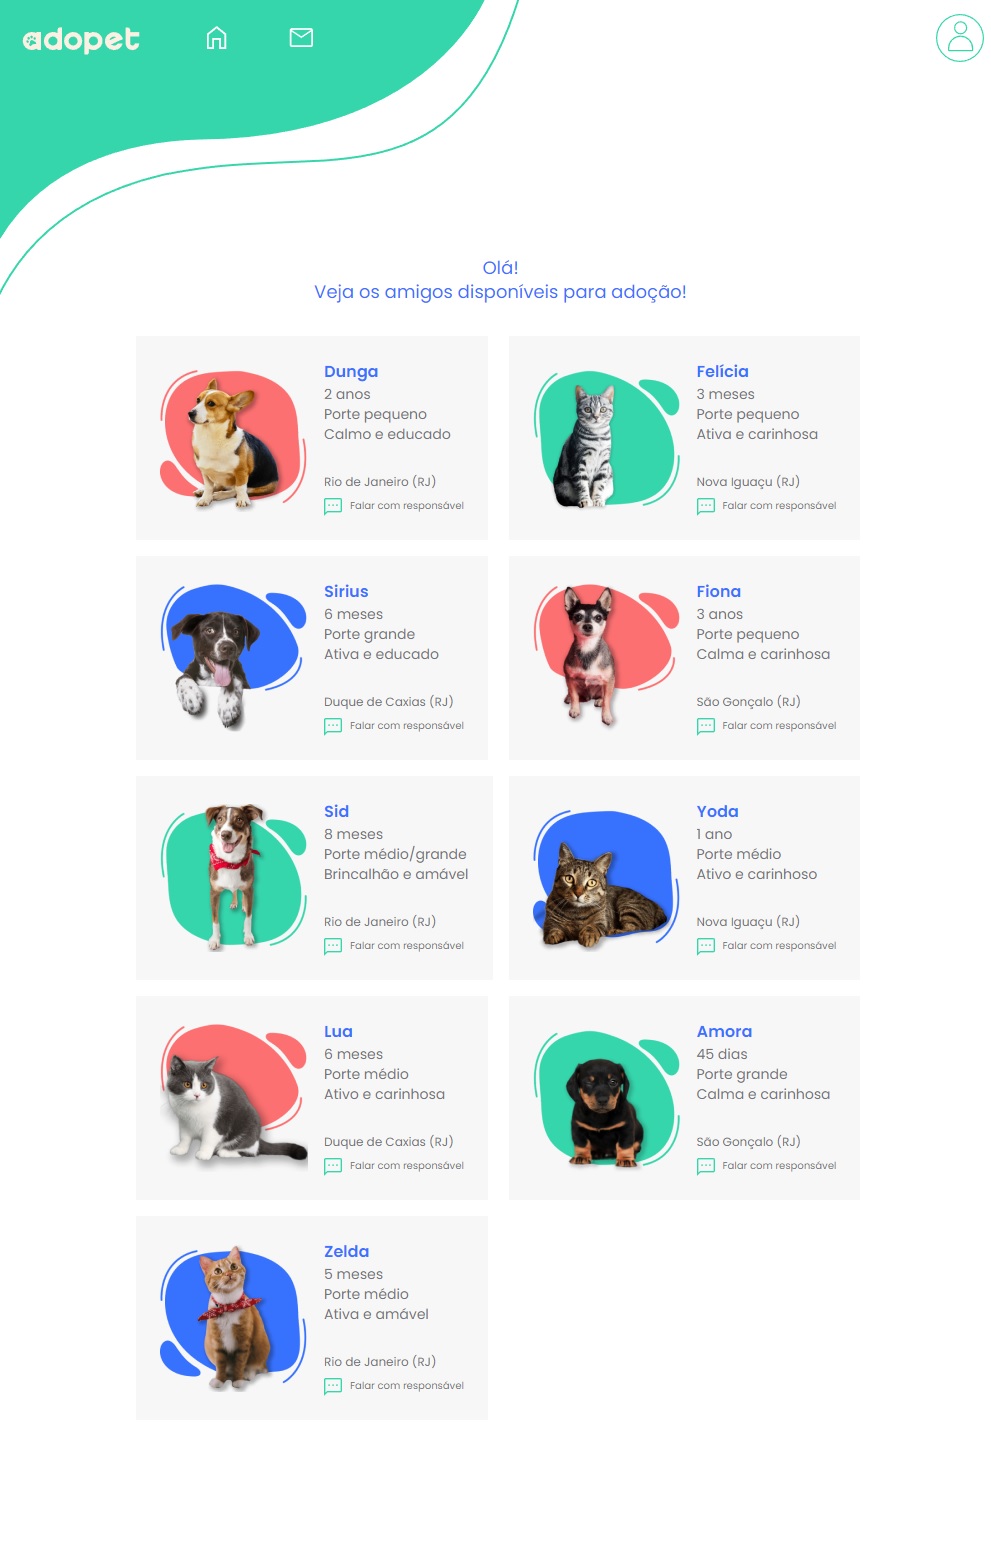 adopet
Olá!
Veja os amigos disponíveis para adoção!
Dunga
2 anos
Porte pequeno
Calmo e educado
Rio de Janeiro (RJ)
Falar com responsável
Felícia
3 meses
Porte pequeno
Ativa e carinhosa
Nova Iguaçu (RJ)
Falar com responsável
Sirius
6 meses
Porte grande
Ativa e educado
Duque de Caxias (RJ)
Falar com responsável
Fiona
3 anos
Porte pequeno
Calma e carinhosa
São Gonçalo (RJ)
Falar com responsável
Sid
8 meses
Porte médio/grande
Brincalhão e amável
Rio de Janeiro (RJ)
Falar com responsável
Yoda
1 ano
Porte médio
Ativo e carinhoso
Nova Iguaçu (RJ)
Falar com responsável
Lua
6 meses
Porte médio
Ativo e carinhosa
Duque de Caxias (RJ)
Falar com responsável
Amora
45 dias
Porte grande
Calma e carinhosa
São Gonçalo (RJ)
Falar com responsável
Zelda
5 meses
Porte médio
Ativa e amável
Rio de Janeiro (RJ)
Falar com responsável